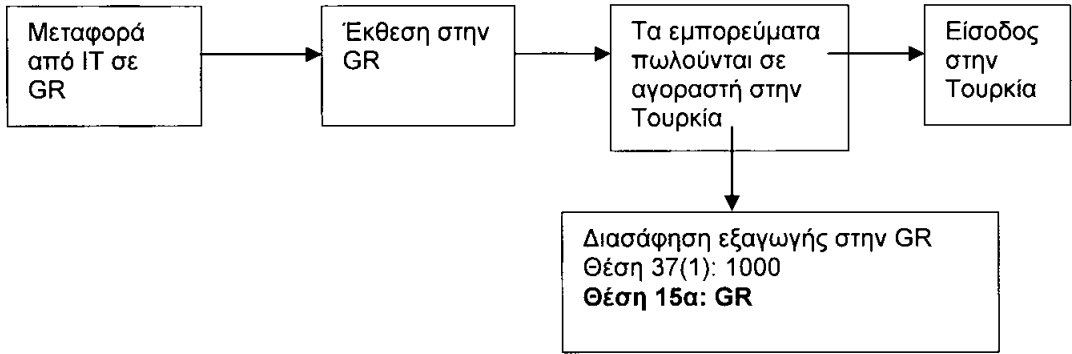 Μεταφορά
από IT σε
GR
Έκθεση στην
GR
Τα εμπορεύματα
πωλούνται σε
αγοραστή στην
Τουρκία
Είσοδος
στην
Τουρκία
Διασάφηση εξαγωγής στην GR
Θέση 37(1): 1000
Θέση 15α: GR